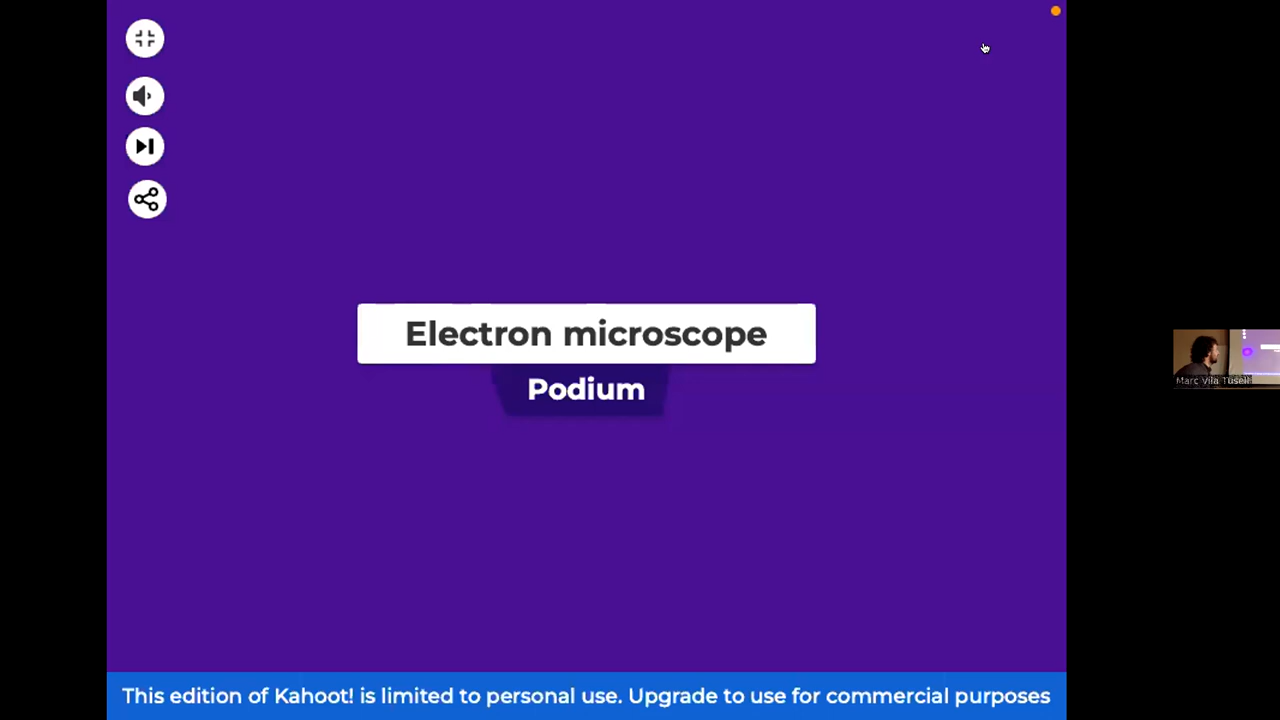 Electron microscope
Podium
Marc Vila Tusell
This edition of Kahoot! is limited to personal use. Upgrade to use for commercial purposes